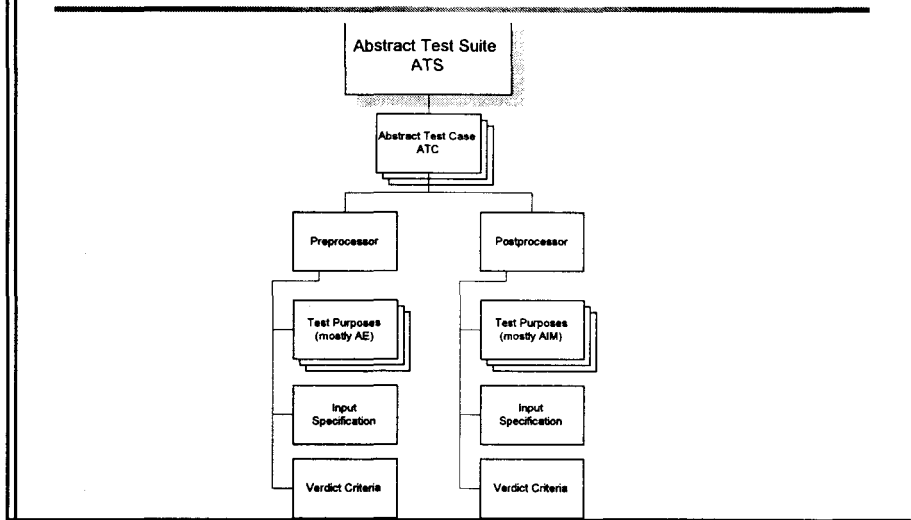 Abstract Test Suite
ATS
Abstract Test Case
ATC
Preprocessor
Postprocessor
Test Purposes
(mostly AE)
Test Purposes
(mostly AIM)
Input
Specification
Input
Specification
Verdict Criteria
Verdict Criteria